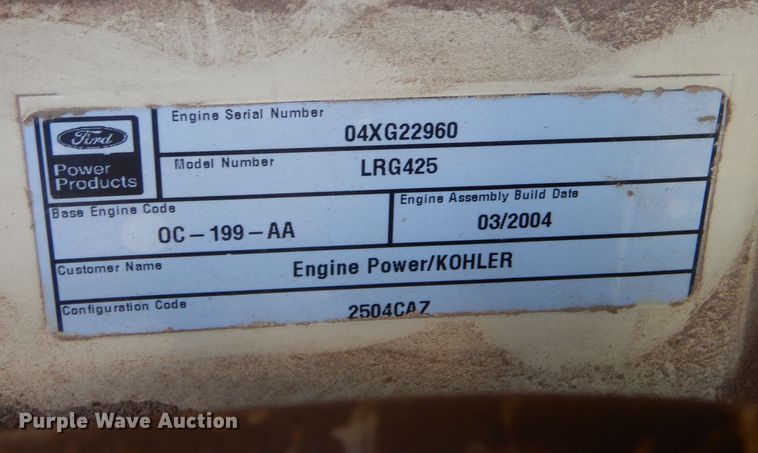 Ford
Power
Products
Engine Serial Number
04XG22960
Model Number
LRG425
Base Engine Code
OC-199-AA
Engine Assembly Build Date
03/2004
Customer Name
Engine Power/KOHLER
Configuration Code
2504CAZ
Purple Wave Auction